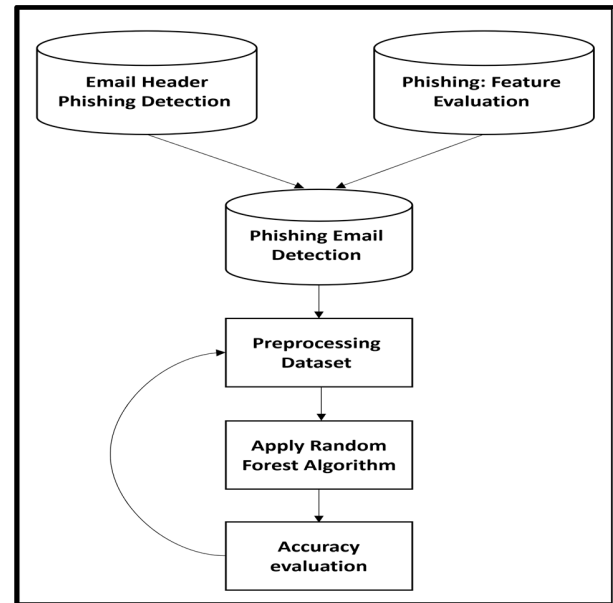 Email Header
Phishing Detection
Phishing: Feature
Evaluation
Phishing Email
Detection
Preprocessing
Dataset
Apply Random
Forest Algorithm
Accuracy
evaluation